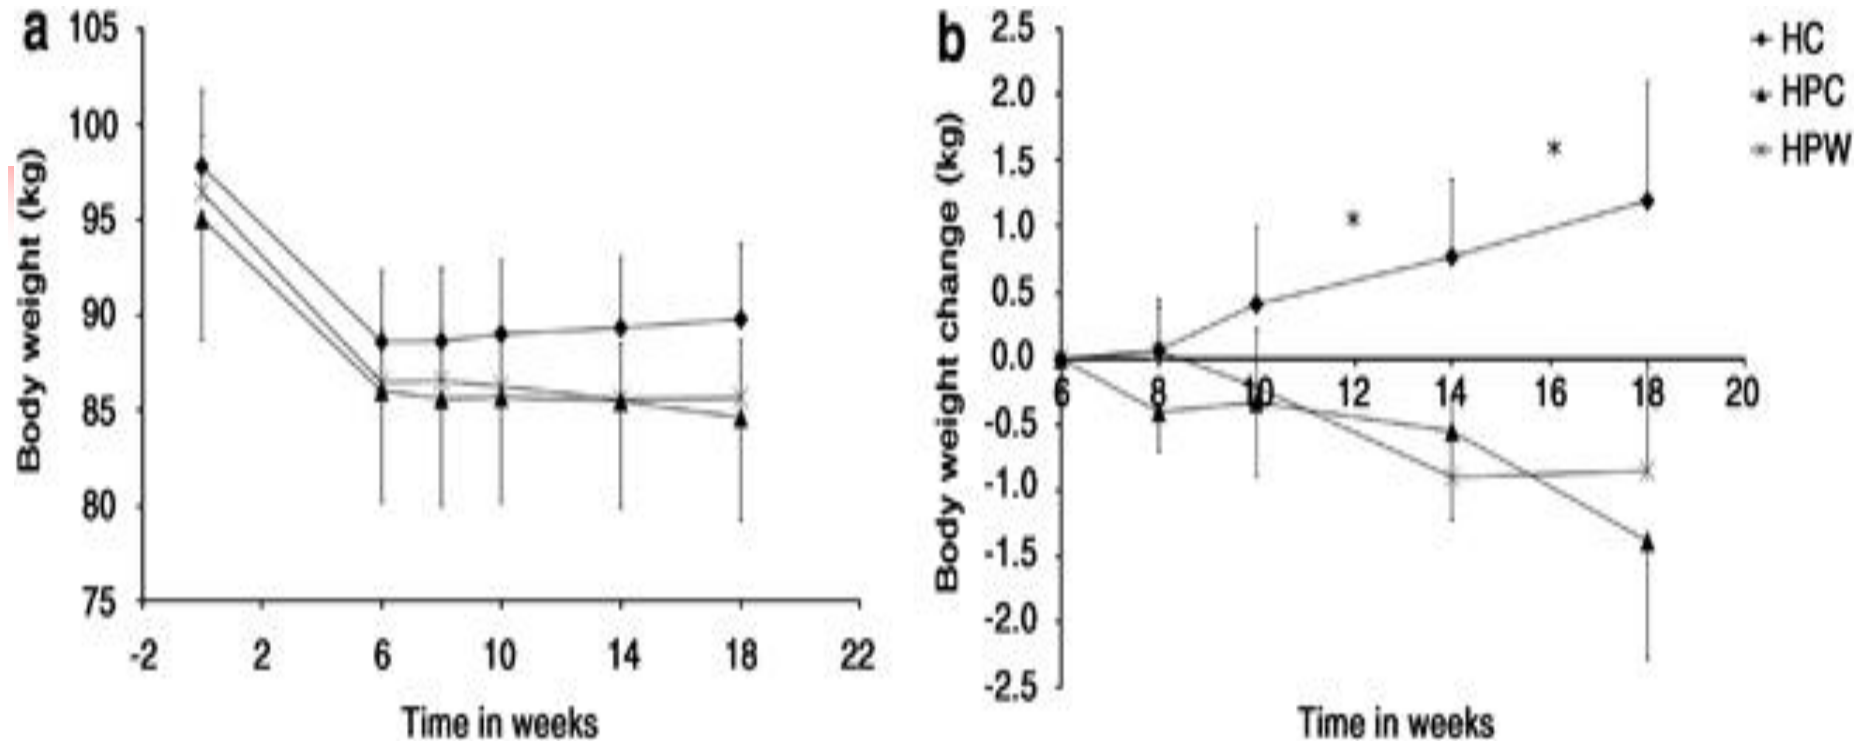 a
105
100
95
90
85
80
75
-2 2 6 10 14 18 22
Body weight (kg)
Time in weeks
b
2.5
2.0
1.5
1.0
0.5
0.0
-0.5
-1.0
-1.5
-2.0
-2.5
6 8 10 12 14 16 18 20
*
*
Body weight change (kg)
Time in weeks
HC
HPC
HPW